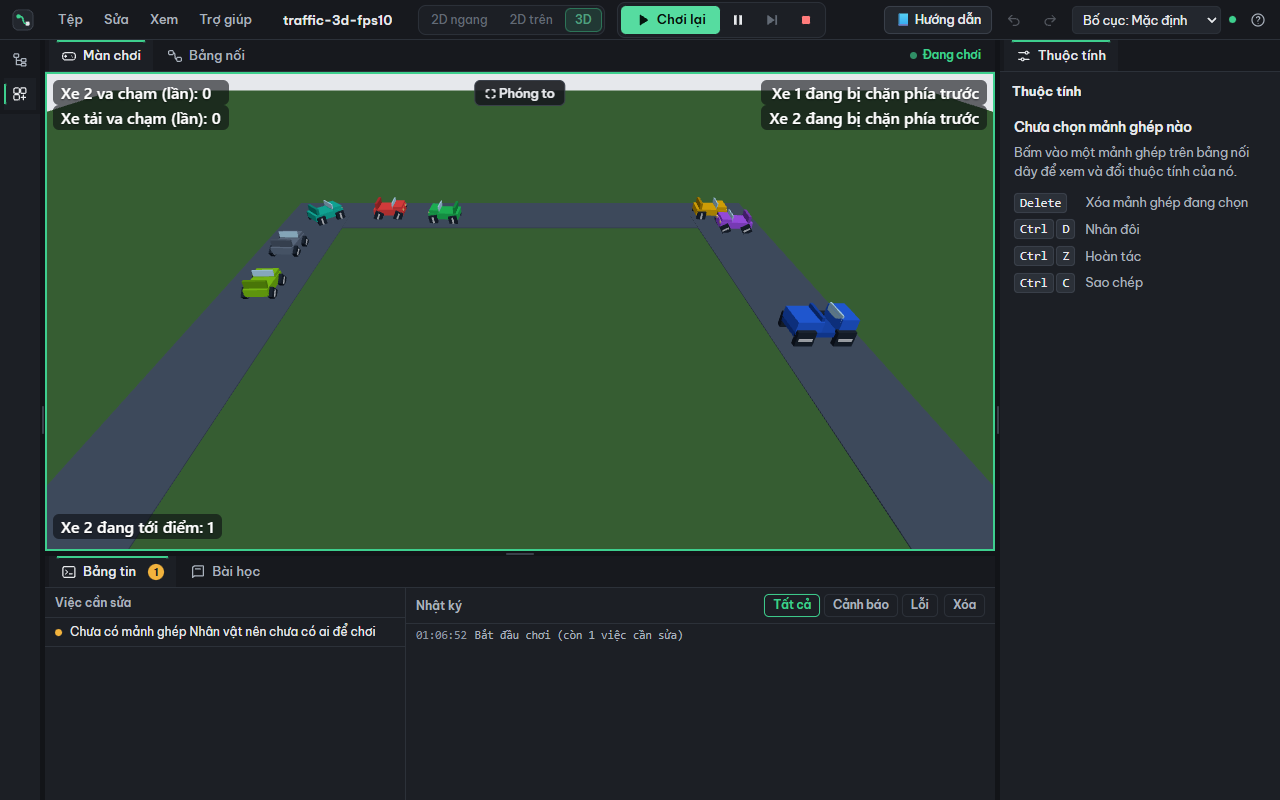 Tệp Sửa Xem Trợ giúp traffic-3d-fps10 2D ngang 2D trên 3D Chơi lại Hướng dẫn Bố cục: Mặc định
Màn chơi Bảng nối Đang chơi
Xe 2 va chạm (lần): 0
Xe tải va chạm (lần): 0
Phóng to
Xe 1 đang bị chặn phía trước
Xe 2 đang bị chặn phía trước
Xe 2 đang tới điểm: 1
Thuộc tính
Thuộc tính
Chưa chọn mảnh ghép nào
Bấm vào một mảnh ghép trên bảng nối
dây để xem và đổi thuộc tính của nó.
Delete Xóa mảnh ghép đang chọn
Ctrl D Nhân đôi
Ctrl Z Hoàn tác
Ctrl C Sao chép
Bảng tin 1 Bài học
Việc cần sửa
Chưa có mảnh ghép Nhân vật nên chưa có ai để chơi
Nhật ký Tất cả Cảnh báo Lỗi Xóa
01:06:52 Bắt đầu chơi (còn 1 việc cần sửa)